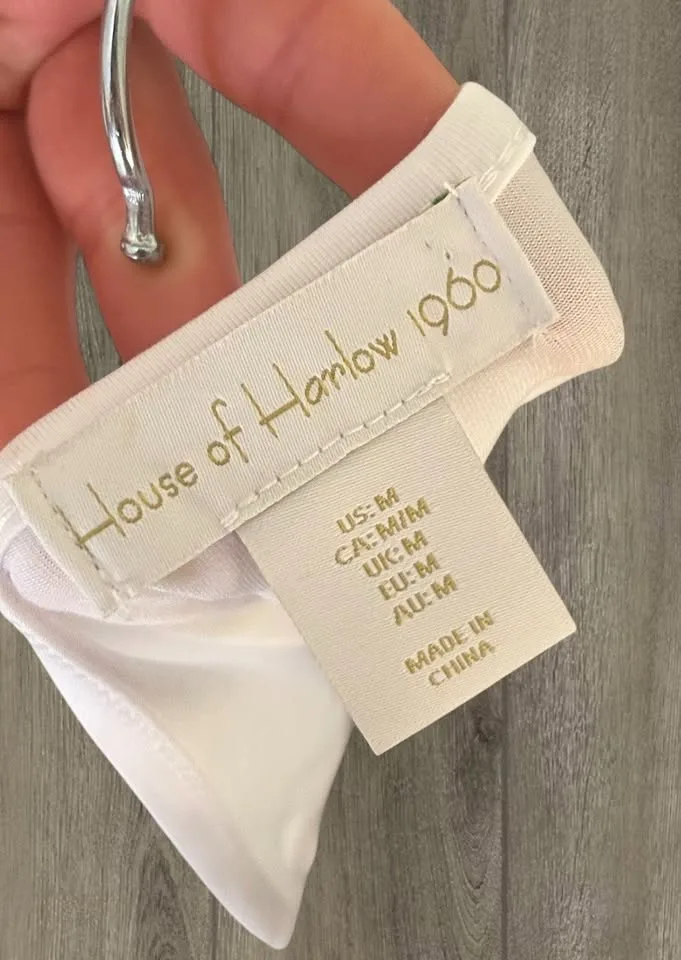 House of Harlow 1960
US: M
CA: M/M
UK: M
EU: M
AU: M
MADE IN
CHINA